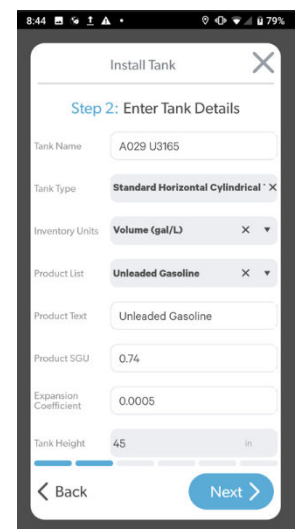 8:44 79%
Install Tank
Step 2: Enter Tank Details
Tank Name A029 U3165
Tank Type Standard Horizontal Cylindrical
Inventory Units Volume (gal/L)
Product List Unleaded Gasoline
Product Text Unleaded Gasoline
Product SGU 0.74
Expansion
Coefficient 0.0005
Tank Height 45 in
Back Next